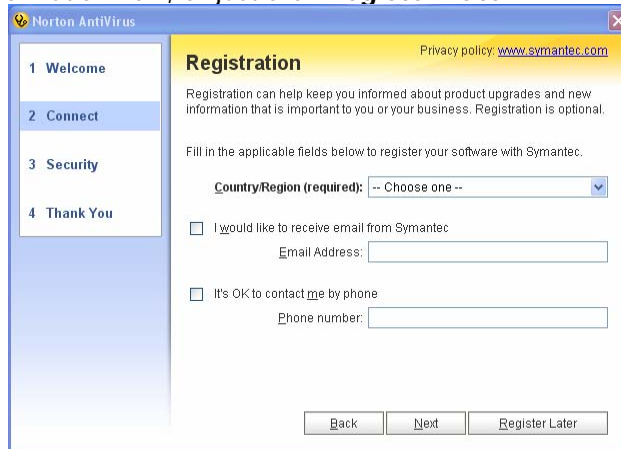 Norton AntiVirus
1 Welcome
2 Connect
3 Security
4 Thank You
Registration
Privacy policy: www.symantec.com
Registration can help keep you informed about product upgrades and new
information that is important to you or your business. Registration is optional.
Fill in the applicable fields below to register your software with Symantec.
Country/Region (required): -- Choose one --
I would like to receive email from Symantec
Email Address:
It's OK to contact me by phone
Phone number:
Back Next Register Later